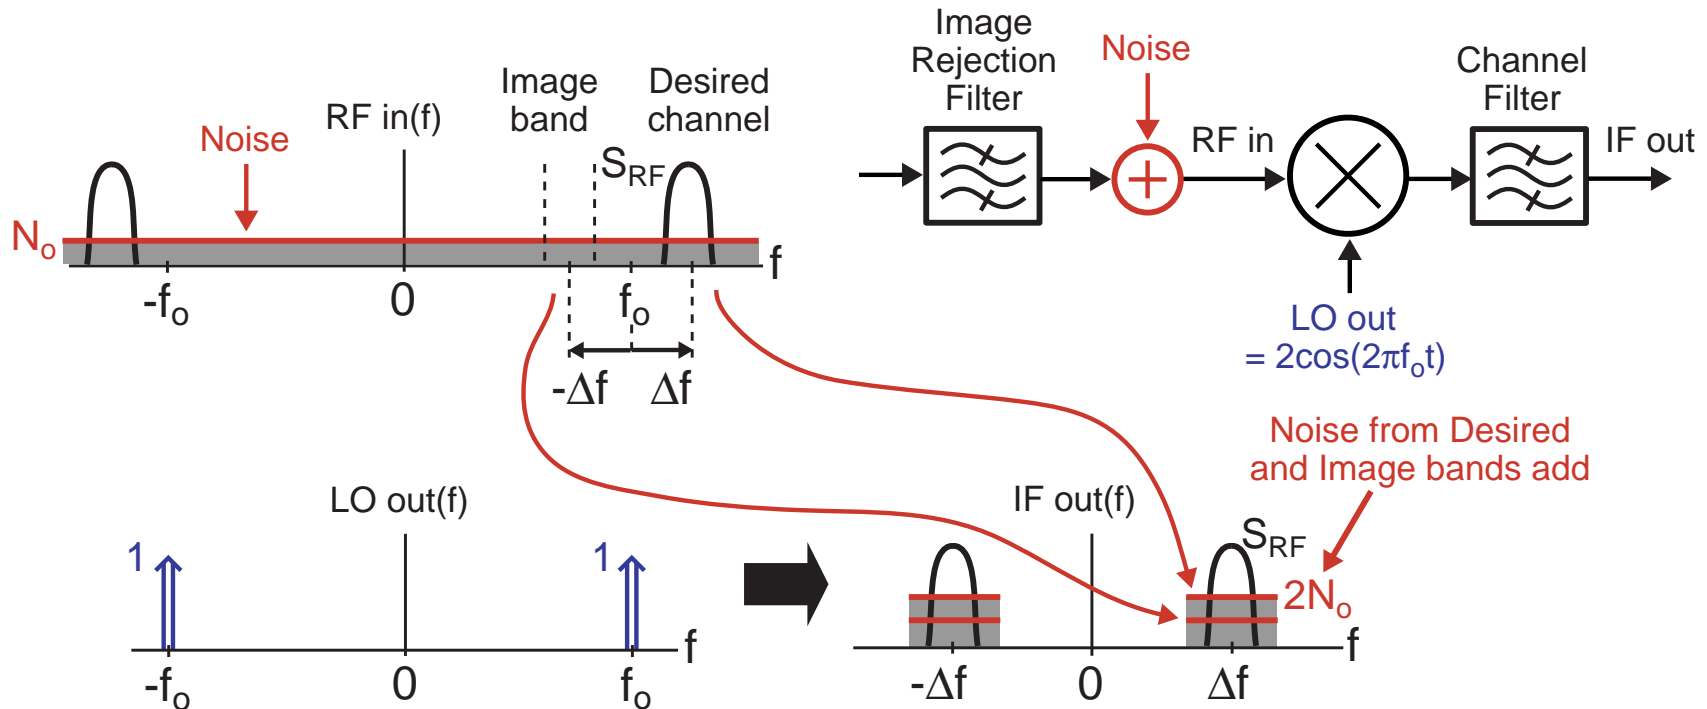 Image
Rejection
Filter
Noise
Channel
Filter
RF in
IF out
LO out
= 2cos(2πfₒt)
Image
band
Desired
channel
RF in(f)
Noise
S_RF
Nₒ
f
-fₒ
0
fₒ
-Δf
Δf
Noise from Desired
and Image bands add
LO out(f)
1
1
f
-fₒ
0
fₒ
IF out(f)
S_RF
2Nₒ
f
-Δf
0
Δf